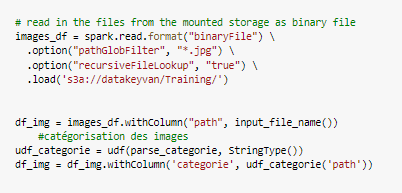 # read in the files from the mounted storage as binary file
images_df = spark.read.format("binaryFile") \
  .option("pathGlobFilter", "*.jpg") \
  .option("recursiveFileLookup", "true") \
  .load('s3a://datakeyvan/Training/')
df_img = images_df.withColumn("path", input_file_name())
    #catégorisation des images
udf_categorie = udf(parse_categorie, StringType())
df_img = df_img.withColumn('categorie', udf_categorie('path'))